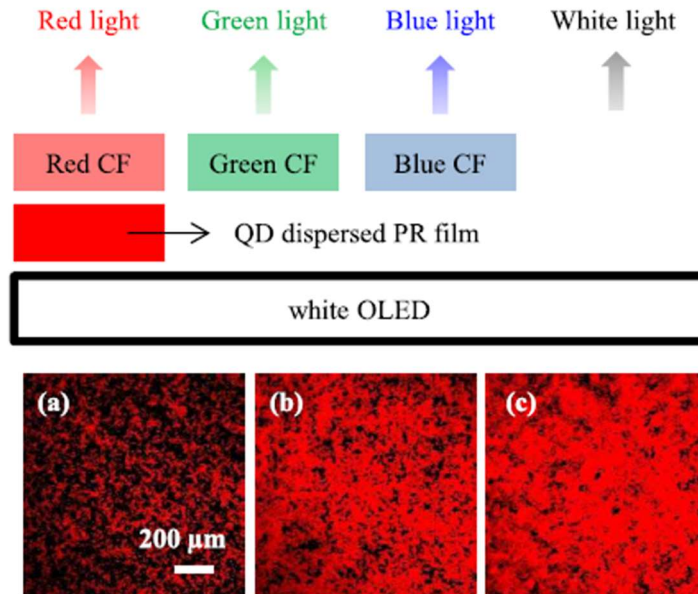 Red light
Green light
Blue light
White light
Red CF
Green CF
Blue CF
QD dispersed PR film
white OLED
(a)
(b)
(c)
200 µm